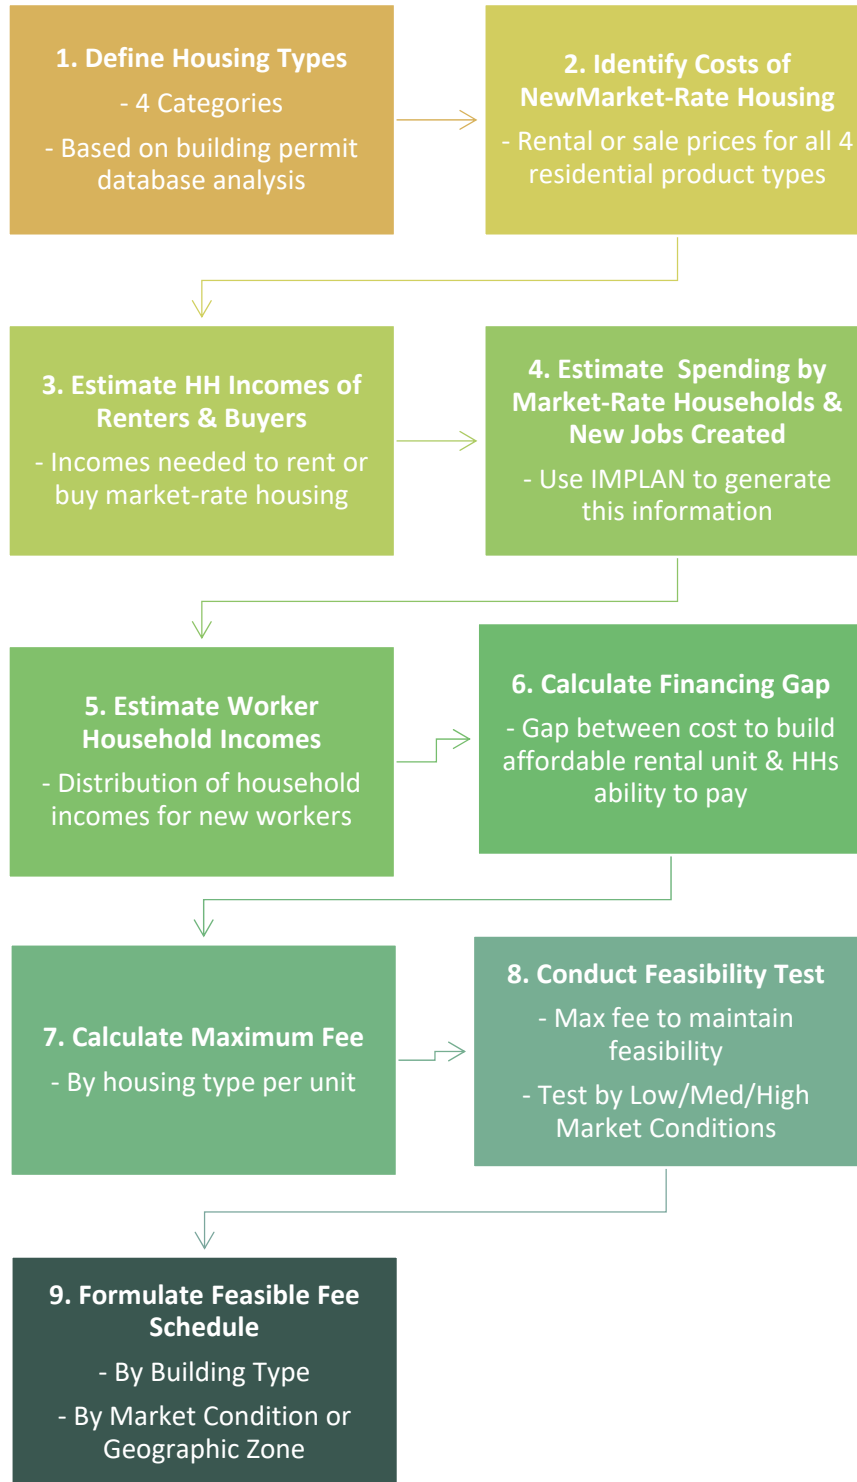 1. Define Housing Types
- 4 Categories
- Based on building permit
database analysis
2. Identify Costs of
NewMarket-Rate Housing
- Rental or sale prices for all 4
residential product types
3. Estimate HH Incomes of
Renters & Buyers
- Incomes needed to rent or
buy market-rate housing
4. Estimate  Spending by
Market-Rate Households &
New Jobs Created
- Use IMPLAN to generate
this information
5. Estimate Worker
Household Incomes
- Distribution of household
incomes for new workers
6. Calculate Financing Gap
- Gap between cost to build
affordable rental unit & HHs
ability to pay
7. Calculate Maximum Fee
- By housing type per unit
8. Conduct Feasibility Test
- Max fee to maintain
feasibility
- Test by Low/Med/High
Market Conditions
9. Formulate Feasible Fee
Schedule
- By Building Type
- By Market Condition or
Geographic Zone